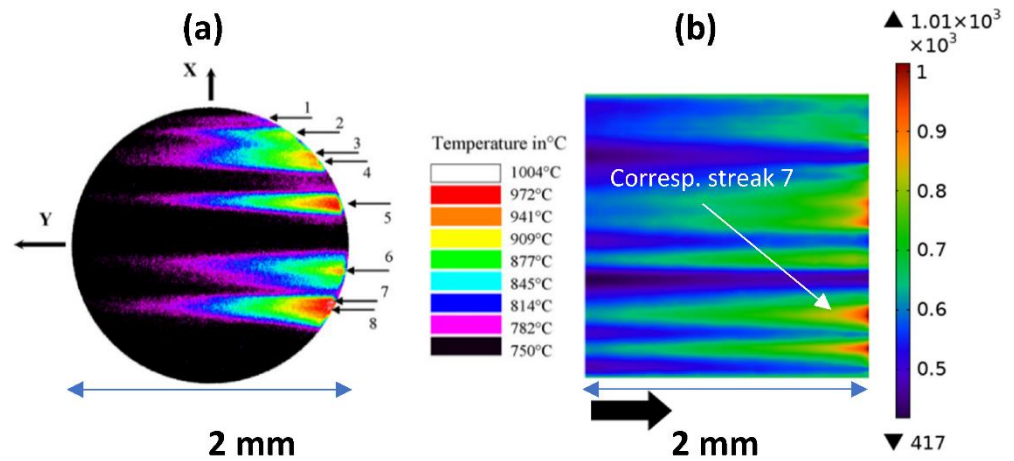 (a)
X
Y
1
2
3
4
5
6
7
8
2 mm
Temperature in°C
1004°C
972°C
941°C
909°C
877°C
845°C
814°C
782°C
750°C
(b)
Corresp. streak 7
2 mm
▲ 1.01×10³
×10³
1
0.9
0.8
0.7
0.6
0.5
▼ 417